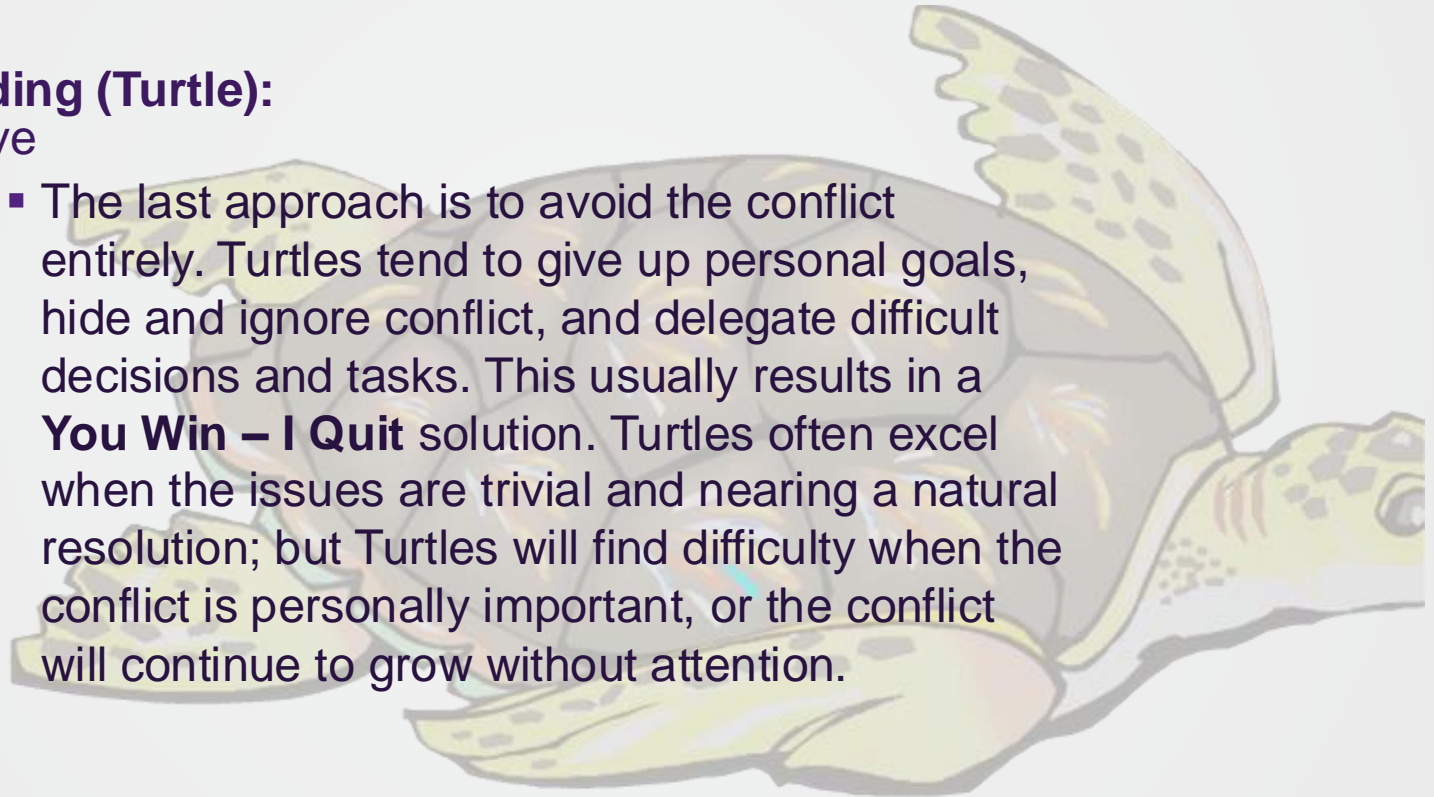 ding (Turtle):
ve
▪ The last approach is to avoid the conflict
entirely. Turtles tend to give up personal goals,
hide and ignore conflict, and delegate difficult
decisions and tasks. This usually results in a
You Win – I Quit solution. Turtles often excel
when the issues are trivial and nearing a natural
resolution; but Turtles will find difficulty when the
conflict is personally important, or the conflict
will continue to grow without attention.